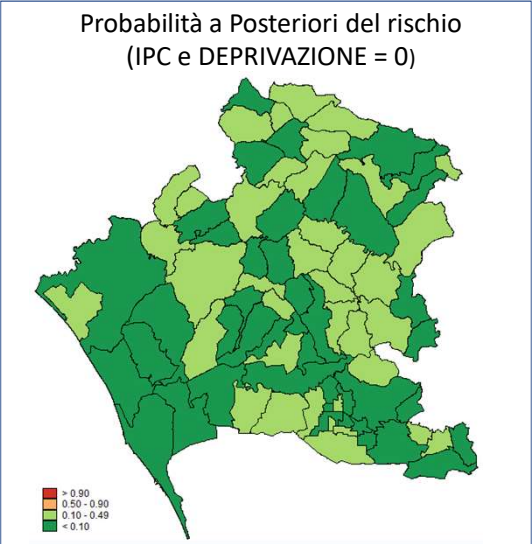 Probabilità a Posteriori del rischio
(IPC e DEPRIVAZIONE = 0)
> 0.90
0.50 - 0.90
0.10 - 0.49
< 0.10